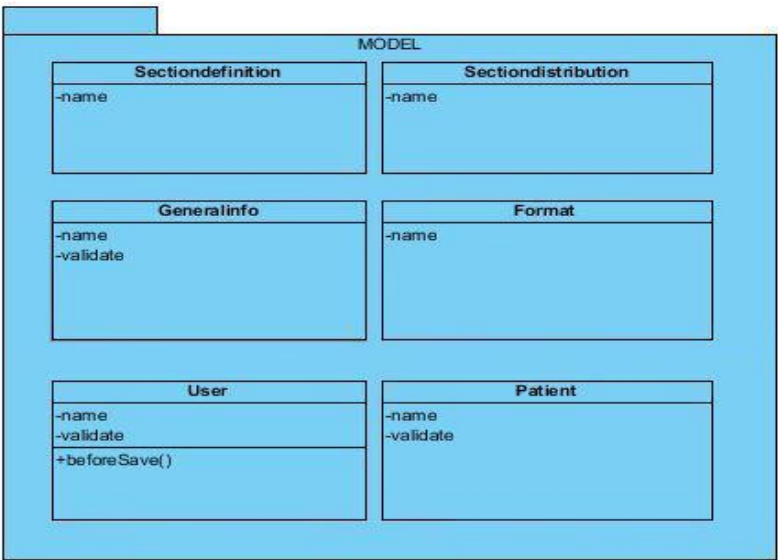 MODEL
Sectiondefinition
-name
Sectiondistribution
-name
Generalinfo
-name
-validate
Format
-name
User
-name
-validate
+beforeSave()
Patient
-name
-validate